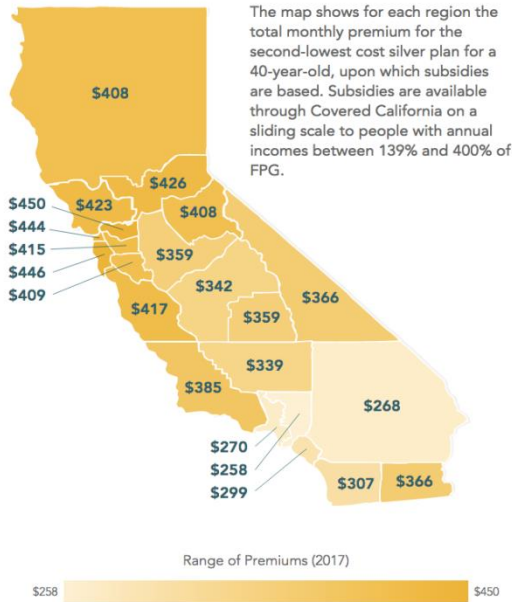 The map shows for each region the
total monthly premium for the
second-lowest cost silver plan for a
40-year-old, upon which subsidies
are based. Subsidies are available
through Covered California on a
sliding scale to people with annual
incomes between 139% and 400% of
FPG.
$408
$426
$450
$423
$408
$444
$415
$359
$446
$409
$342
$366
$417
$359
$339
$385
$268
$270
$258
$299
$307
$366
Range of Premiums (2017)
$258
$450